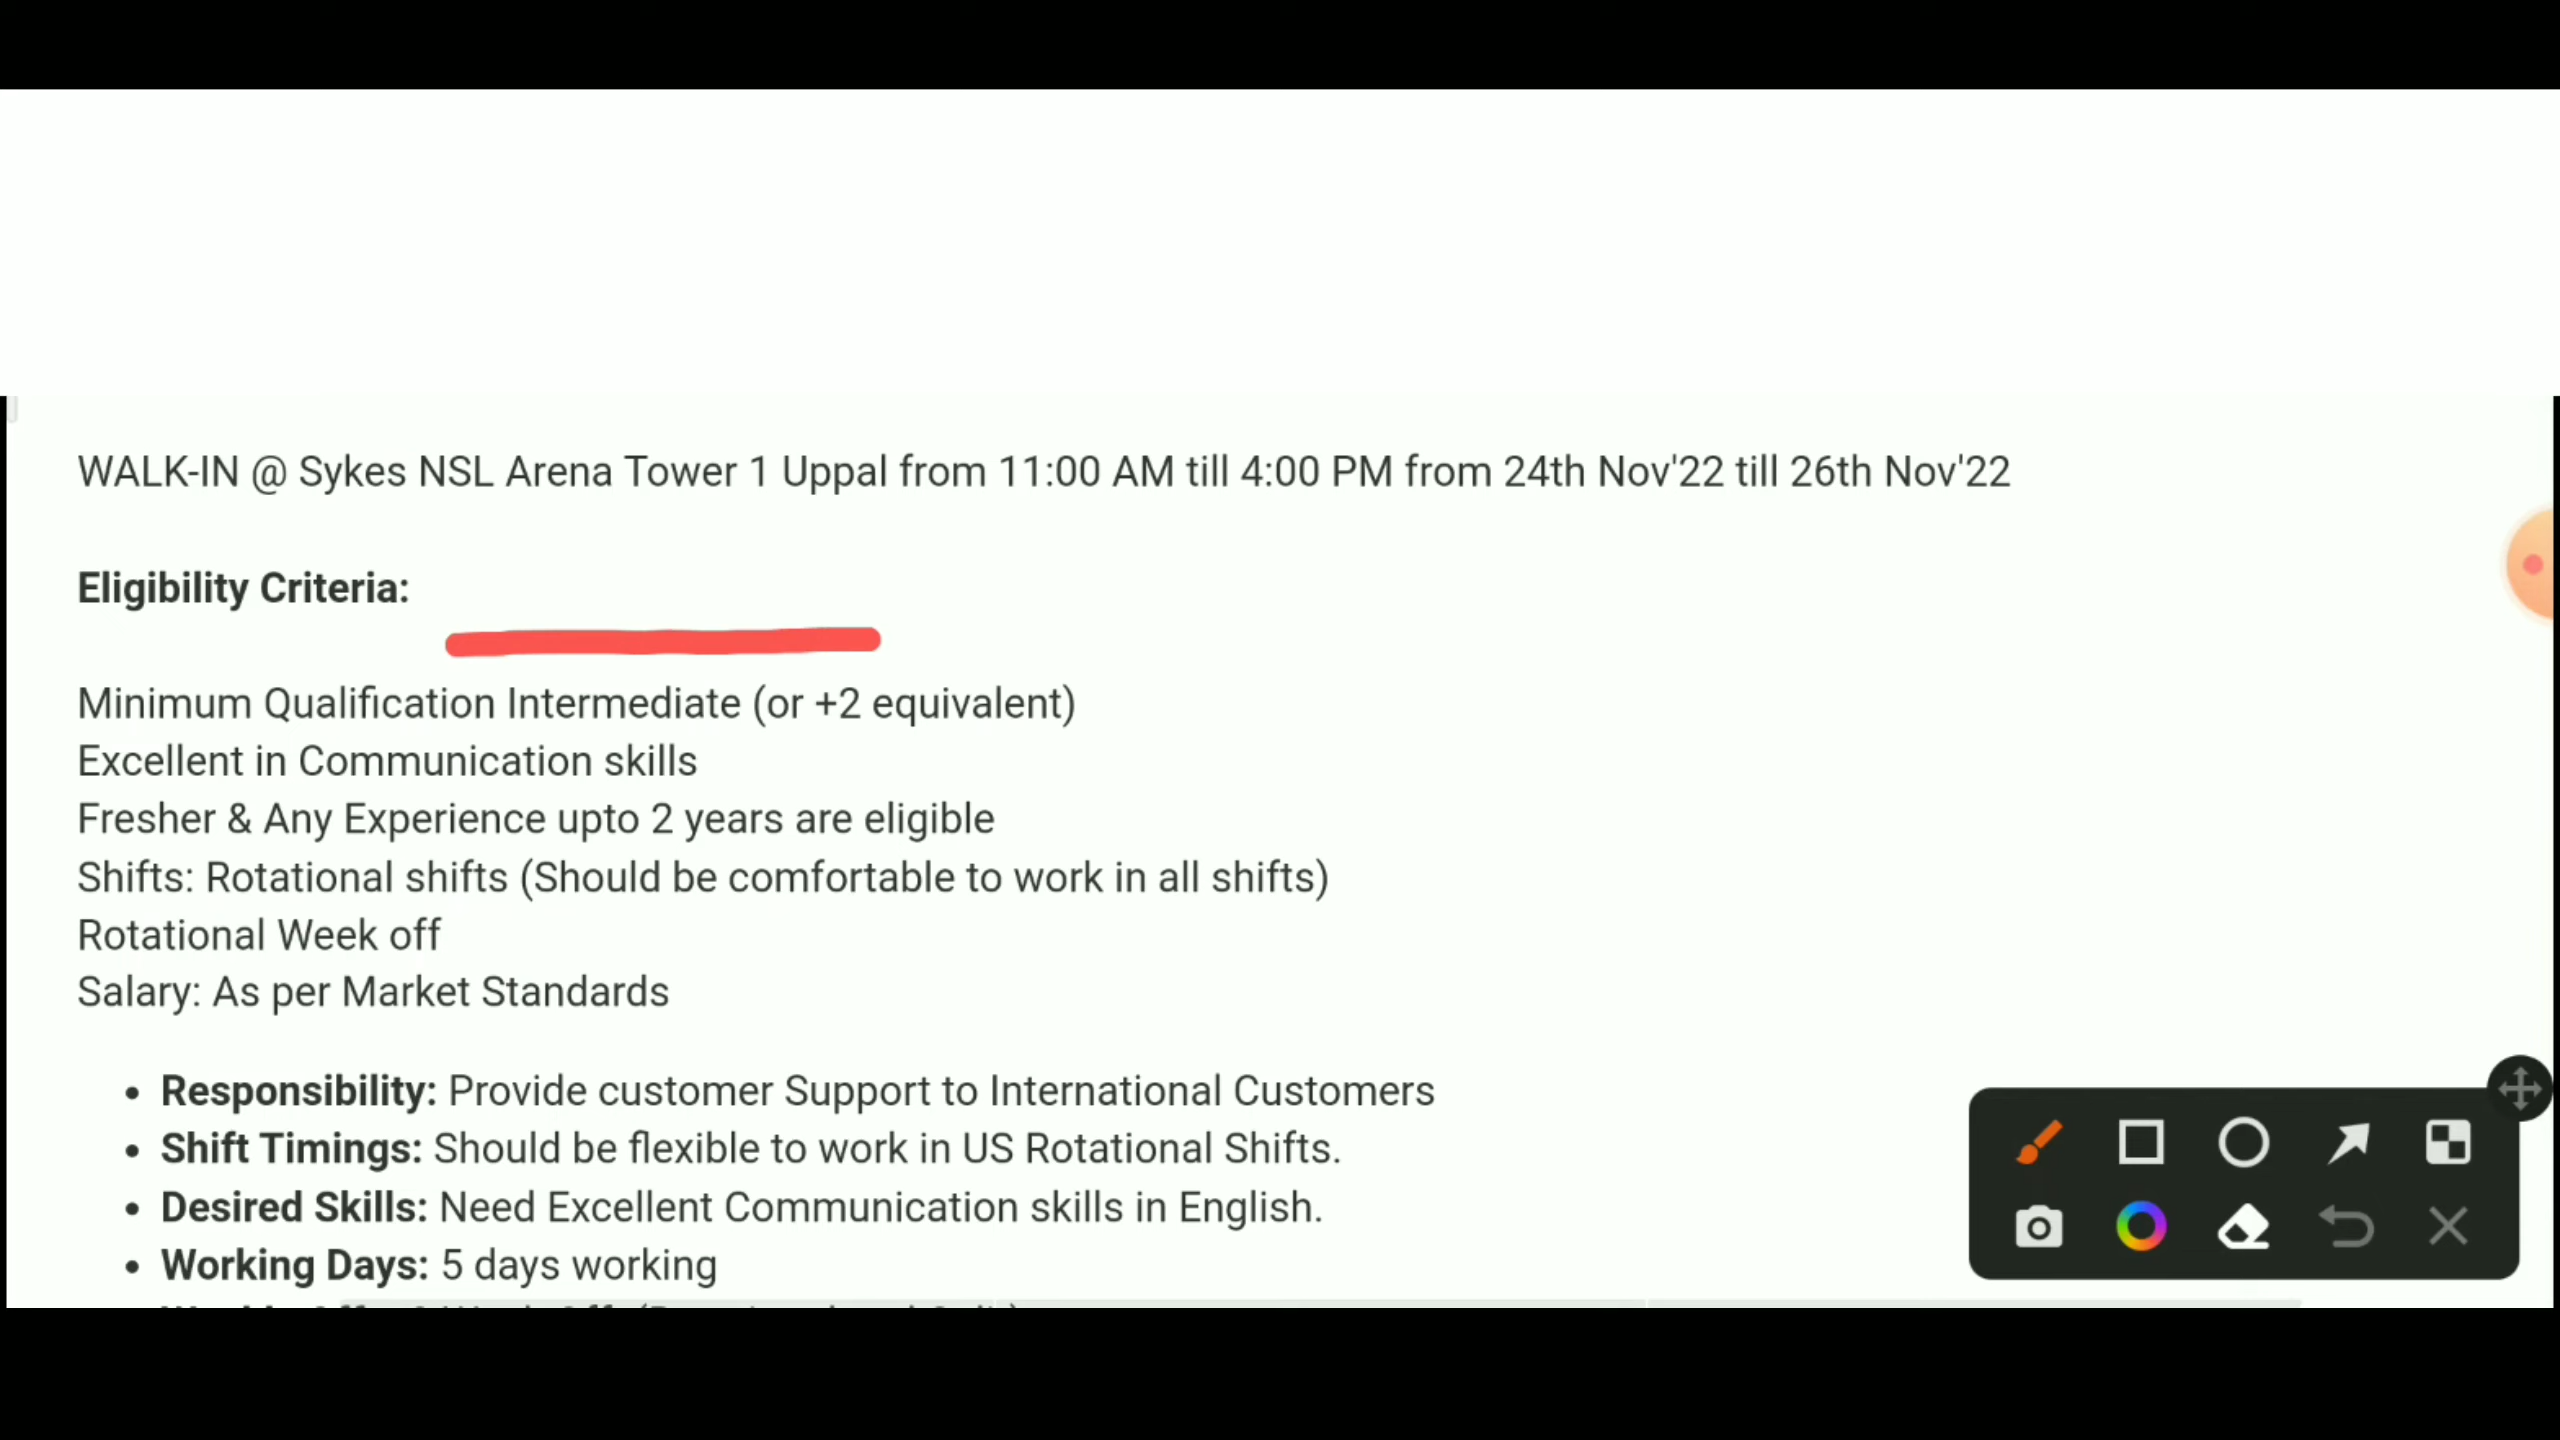 WALK-IN @ Sykes NSL Arena Tower 1 Uppal from 11:00 AM till 4:00 PM from 24th Nov'22 till 26th Nov'22
Eligibility Criteria:
Minimum Qualification Intermediate (or +2 equivalent)
Excellent in Communication skills
Fresher & Any Experience upto 2 years are eligible
Shifts: Rotational shifts (Should be comfortable to work in all shifts)
Rotational Week off
Salary: As per Market Standards
• Responsibility: Provide customer Support to International Customers
• Shift Timings: Should be flexible to work in US Rotational Shifts.
• Desired Skills: Need Excellent Communication skills in English.
• Working Days: 5 days working